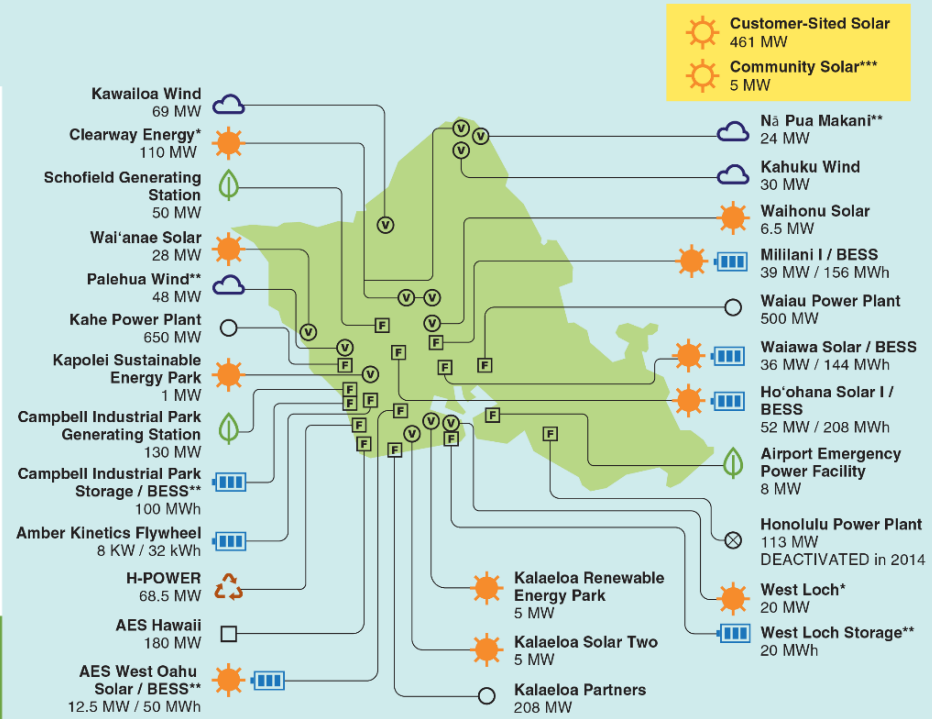 Customer-Sited Solar
461 MW
Community Solar***
5 MW
Kawailoa Wind
69 MW
Clearway Energy*
110 MW
Schofield Generating
Station
50 MW
Waiʻanae Solar
28 MW
Palehua Wind**
48 MW
Kahe Power Plant
650 MW
Kapolei Sustainable
Energy Park
1 MW
Campbell Industrial Park
Generating Station
130 MW
Campbell Industrial Park
Storage / BESS**
100 MWh
Amber Kinetics Flywheel
8 KW / 32 kWh
H-POWER
68.5 MW
AES Hawaii
180 MW
AES West Oahu
Solar / BESS**
12.5 MW / 50 MWh
V
V
V
V
V
V
V
F
V
F
V
F
F
F
F
V
F
F
F
F
V
V
V
F
F
F
F
F
F
Kalaeloa Renewable
Energy Park
5 MW
Kalaeloa Solar Two
5 MW
Kalaeloa Partners
208 MW
Nā Pua Makani**
24 MW
Kahuku Wind
30 MW
Waihonu Solar
6.5 MW
Mililani I / BESS
39 MW / 156 MWh
Waiau Power Plant
500 MW
Waiawa Solar / BESS
36 MW / 144 MWh
Hoʻohana Solar I /
BESS
52 MW / 208 MWh
Airport Emergency
Power Facility
8 MW
Honolulu Power Plant
113 MW
DEACTIVATED in 2014
West Loch*
20 MW
West Loch Storage**
20 MWh